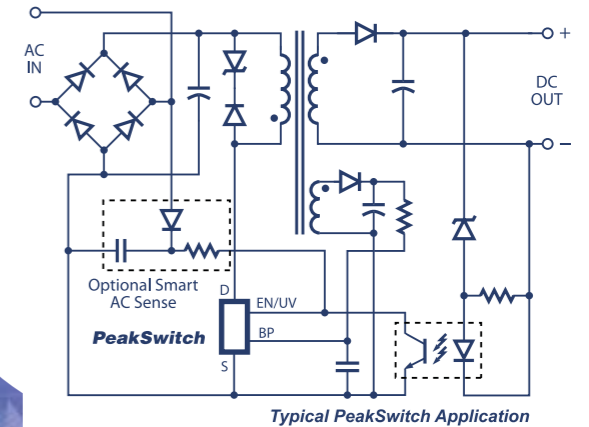 AC
IN
+
DC
OUT
−
Optional Smart
AC Sense
D
EN/UV
PeakSwitch
BP
S
Typical PeakSwitch Application